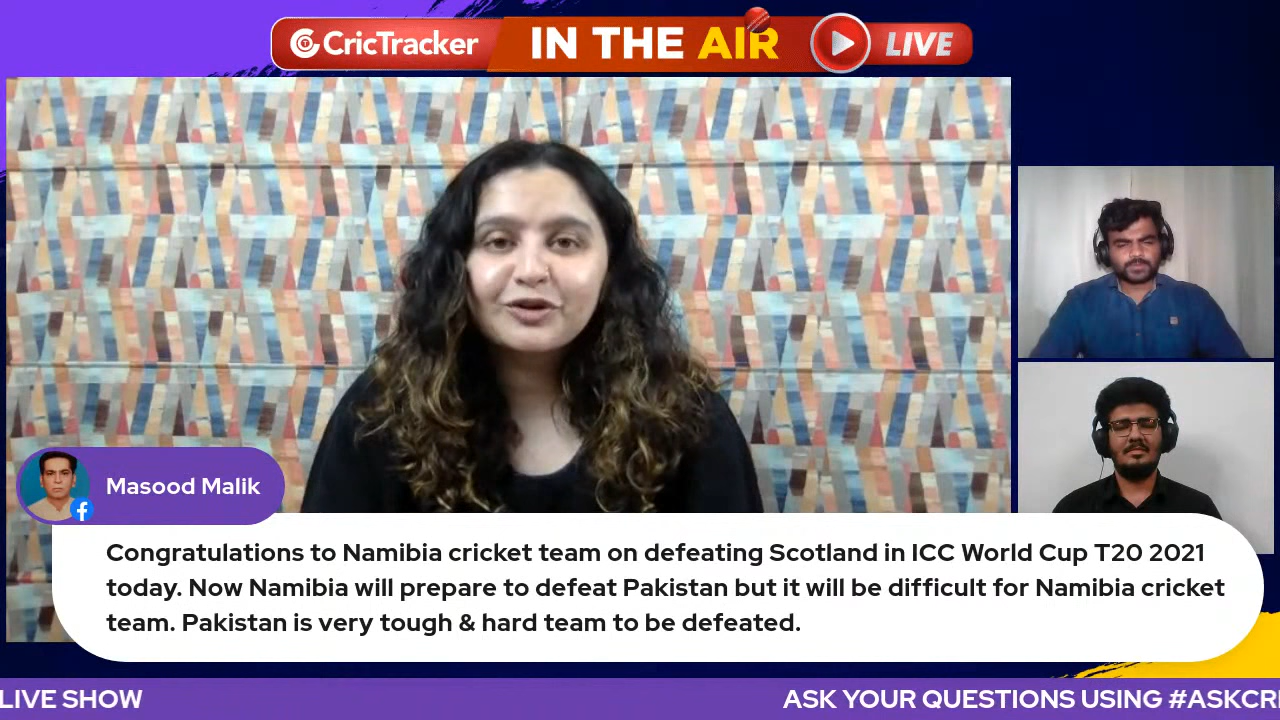 CricTracker
IN THE AIR
LIVE
Masood Malik
Congratulations to Namibia cricket team on defeating Scotland in ICC World Cup T20 2021
today. Now Namibia will prepare to defeat Pakistan but it will be difficult for Namibia cricket
team. Pakistan is very tough & hard team to be defeated.
LIVE SHOW
ASK YOUR QUESTIONS USING #ASKCRI